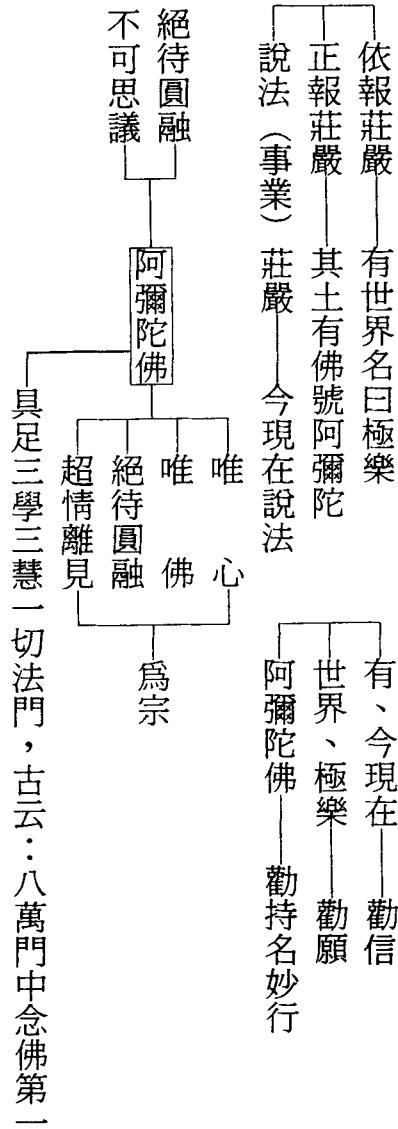 依報莊嚴 有世界名曰極樂
正報莊嚴 其土有佛號阿彌陀
說法（事業）莊嚴 今現在說法
有、今現在 勸信
世界、極樂 勸願
阿彌陀佛 勸持名妙行
絕待圓融
不可思議
阿彌陀佛
唯心
唯佛
絕待圓融
超情離見
爲宗
具足三學三慧一切法門，古云：八萬門中念佛第一